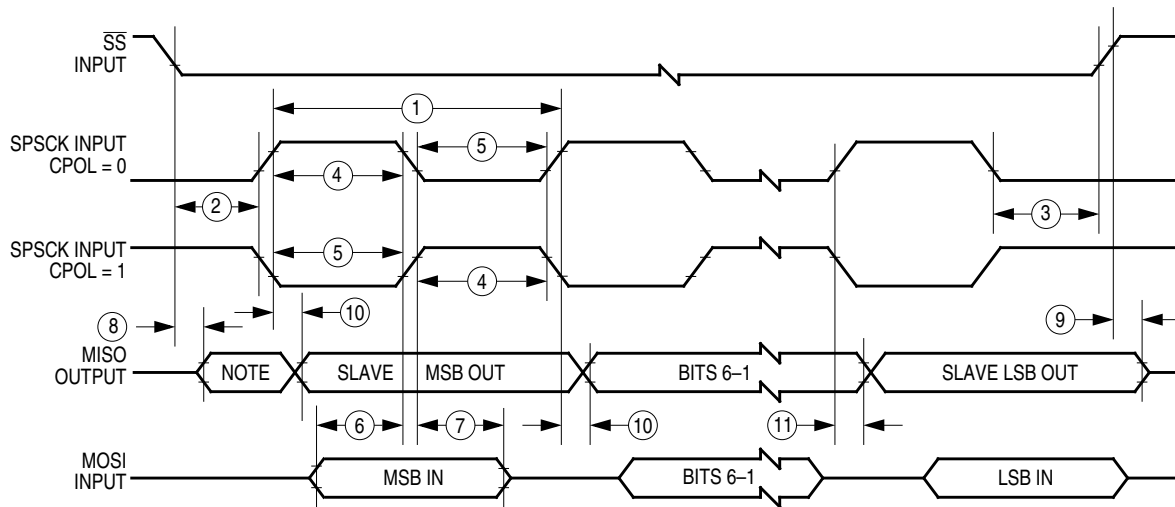 SS
INPUT
1
SPSCK INPUT
CPOL = 0
5
4
2
3
SPSCK INPUT
CPOL = 1
5
4
8
10
9
MISO
OUTPUT
NOTE
SLAVE
MSB OUT
BITS 6–1
SLAVE LSB OUT
6
7
10
11
MOSI
INPUT
MSB IN
BITS 6–1
LSB IN